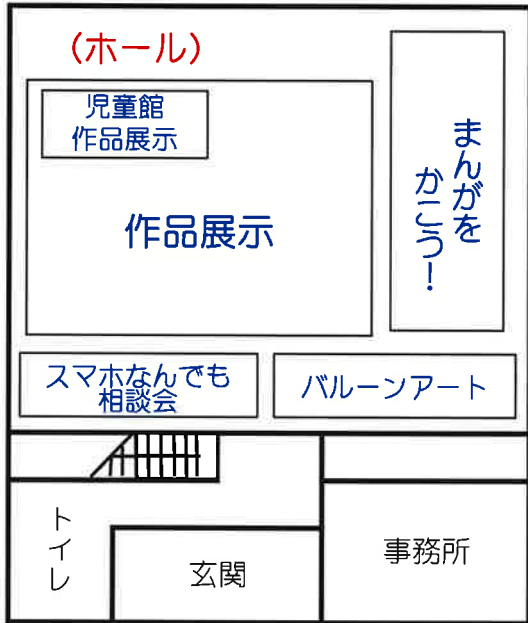 (ホール)
児童館
作品展示
作品展示
まんがを
かこう！
スマホなんでも
相談会
バルーンアート
トイレ
玄関
事務所